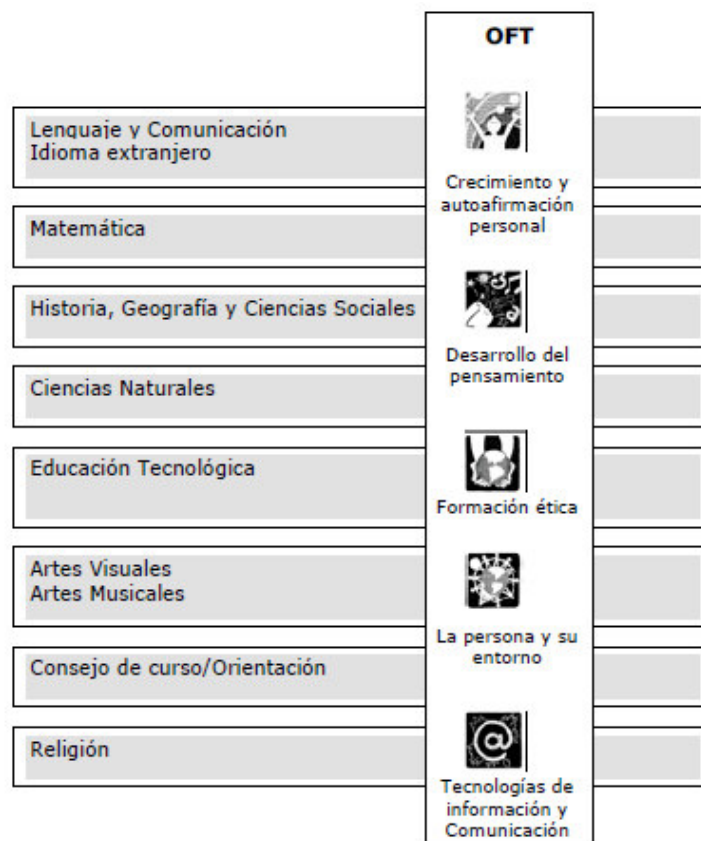 OFT
Lenguaje y Comunicación
Idioma extranjero
Matemática
Historia, Geografía y Ciencias Sociales
Ciencias Naturales
Educación Tecnológica
Artes Visuales
Artes Musicales
Consejo de curso/Orientación
Religión
Crecimiento y
autoafirmación
personal
Desarrollo del
pensamiento
Formación ética
La persona y su
entorno
@
Tecnologías de
información y
Comunicación